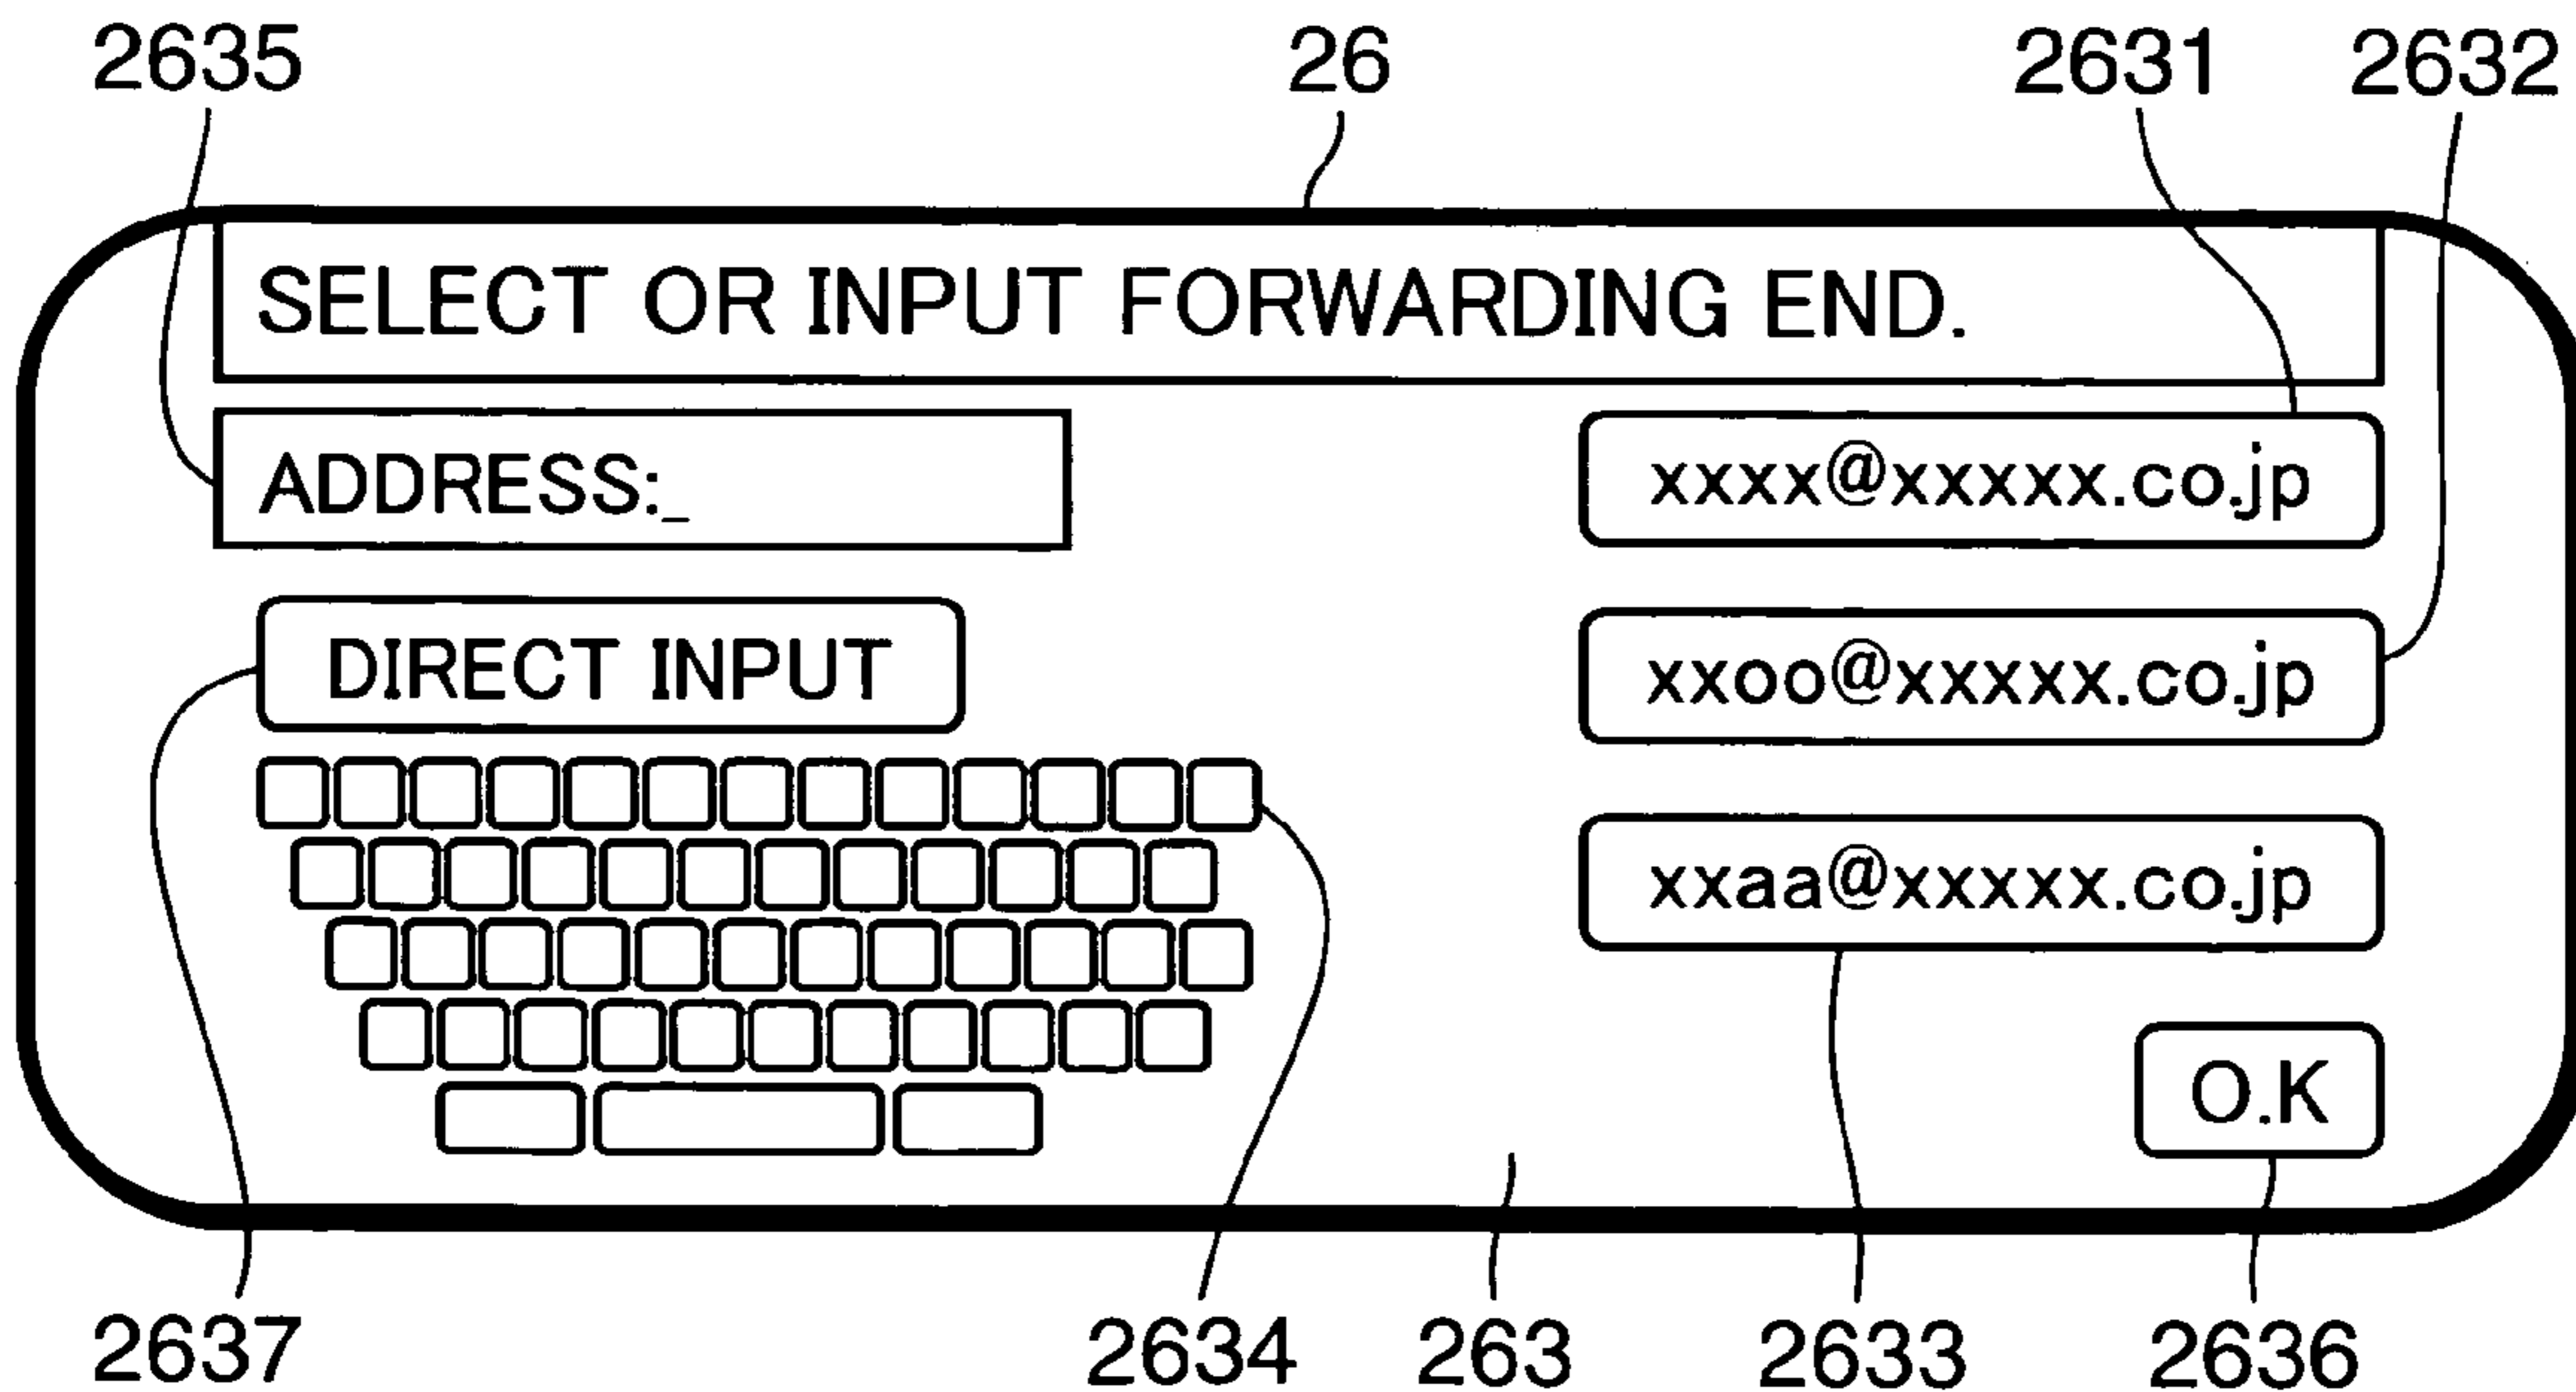 2635 26 2631 2632
SELECT OR INPUT FORWARDING END.
ADDRESS:_
xxxx@xxxxx.co.jp
DIRECT INPUT
xxoo@xxxxx.co.jp
xxaa@xxxxx.co.jp
O.K
2637 2634 263 2633 2636